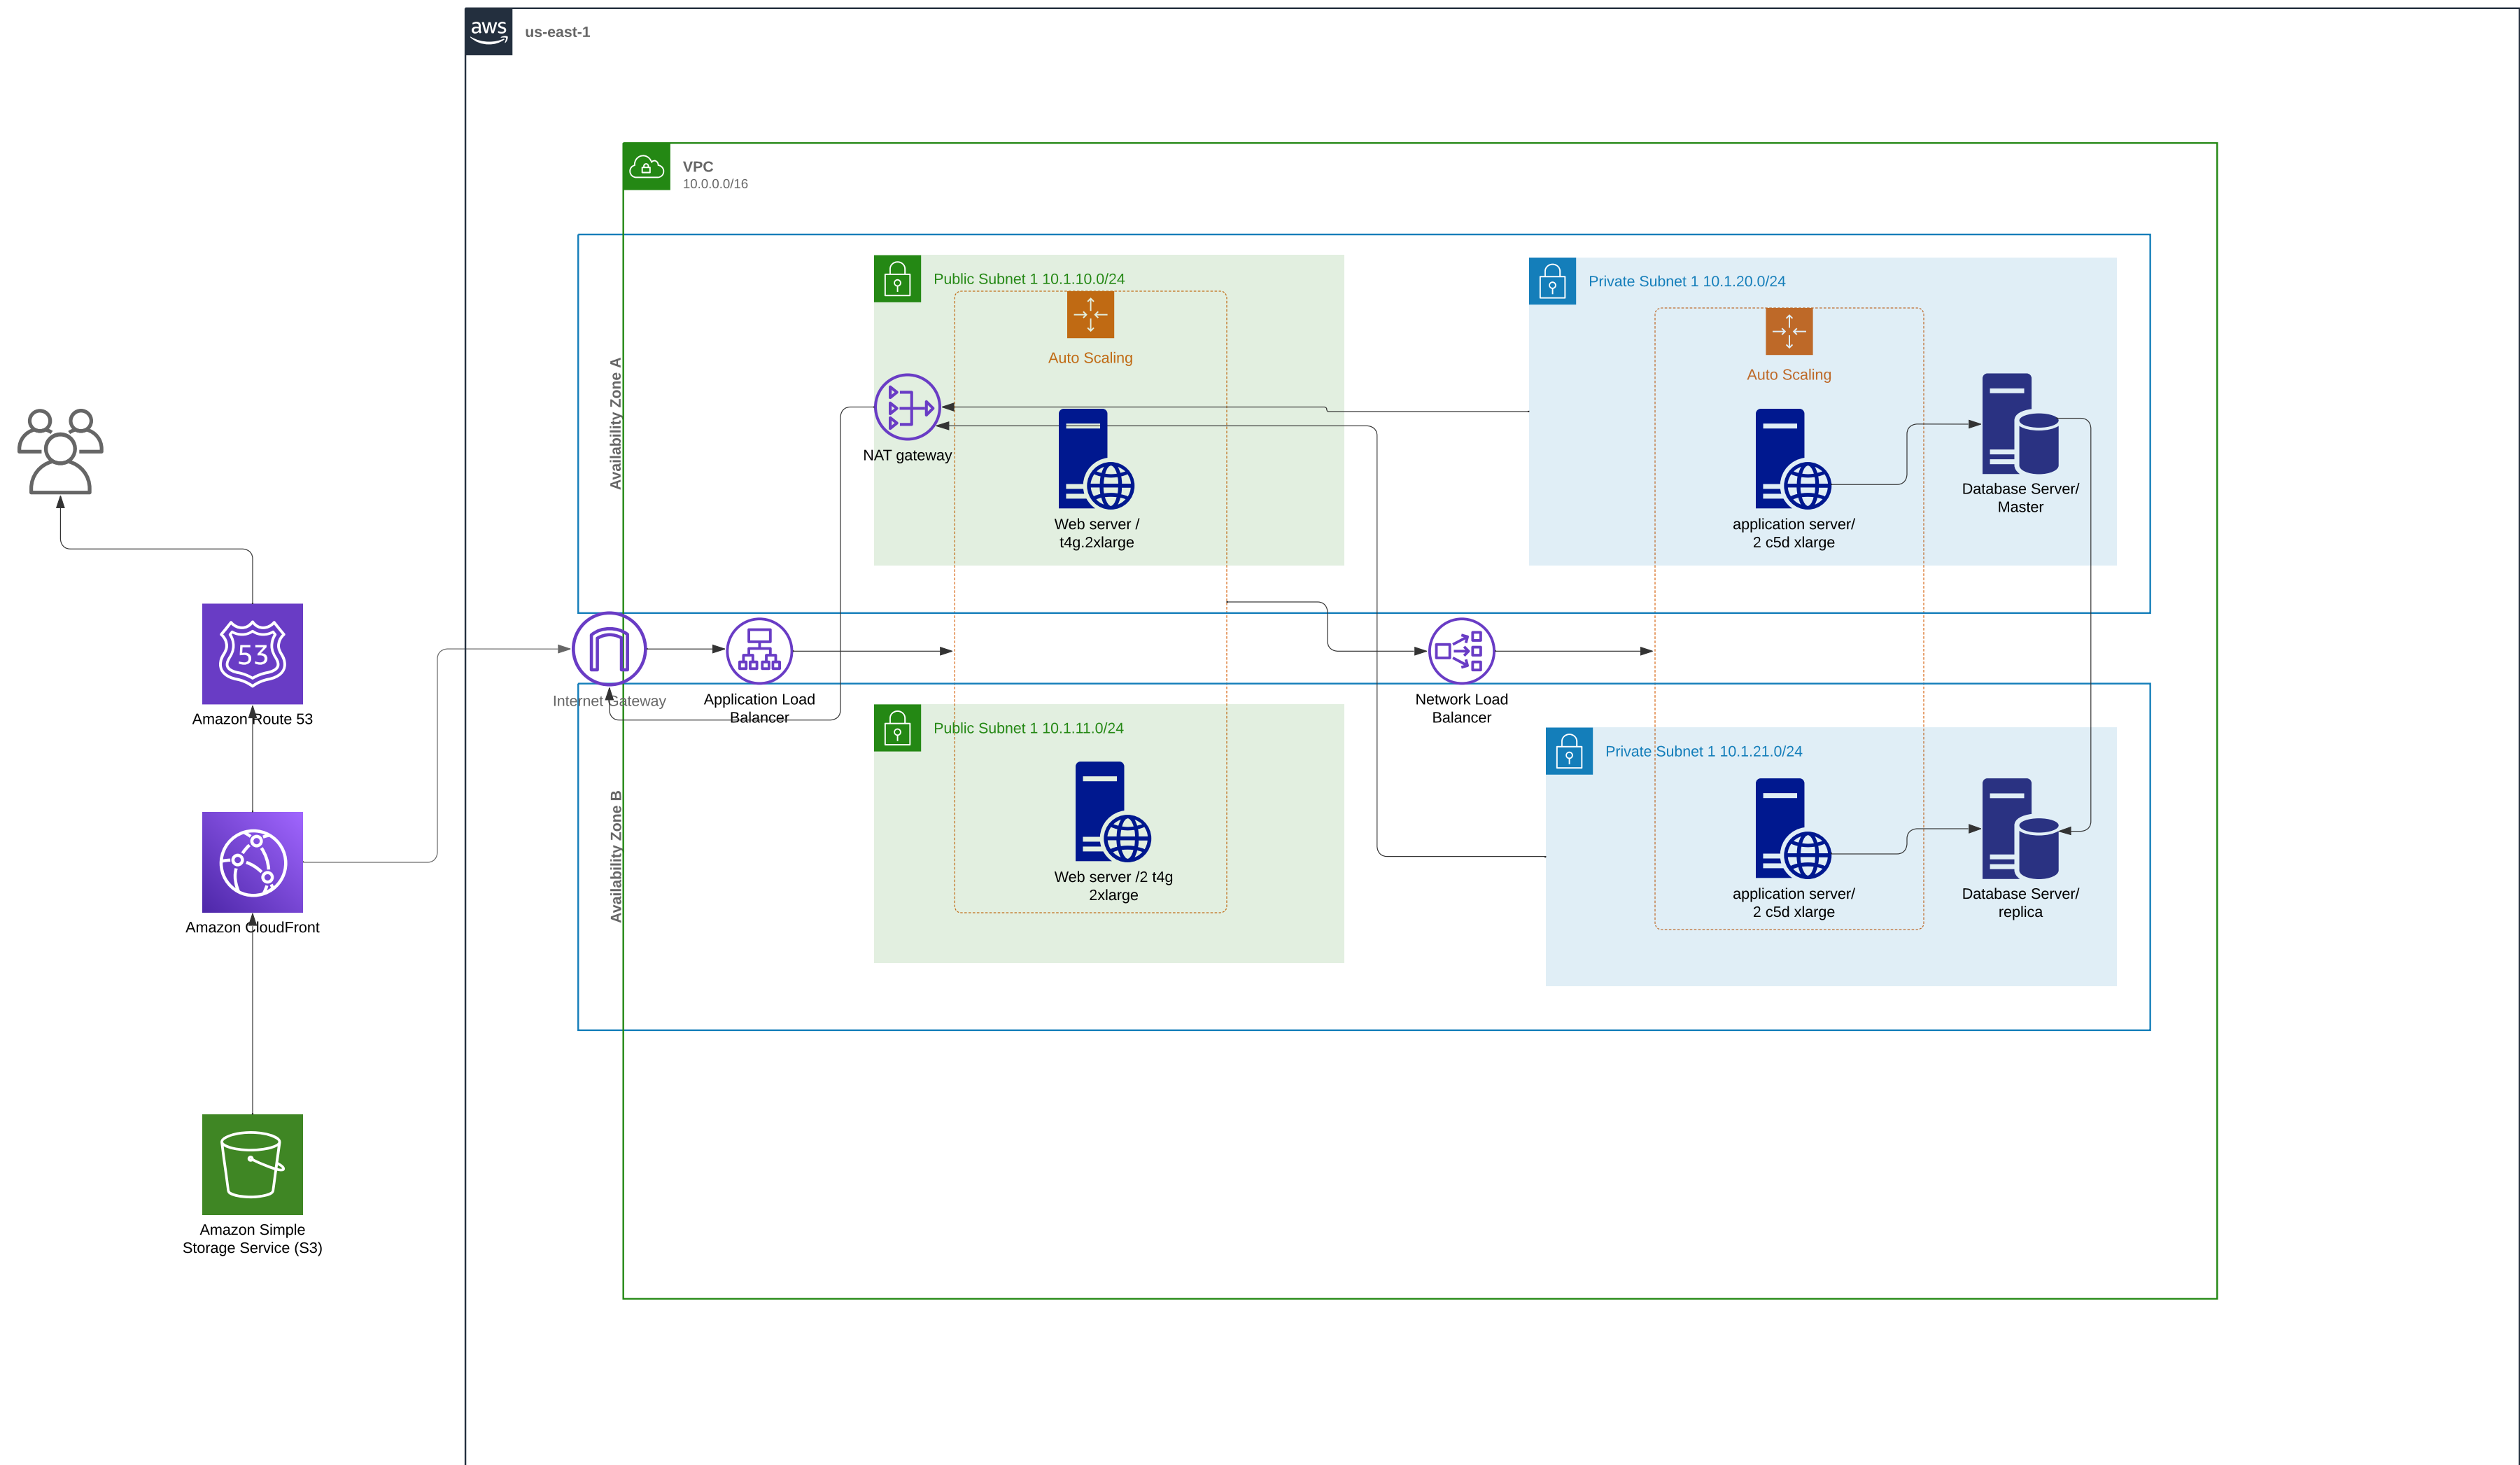 aws
us-east-1
VPC
10.0.0.0/16
Availability Zone A
Public Subnet 1 10.1.10.0/24
Auto Scaling
NAT gateway
Web server /
t4g.2xlarge
Private Subnet 1 10.1.20.0/24
Auto Scaling
application server/
2 c5d xlarge
Database Server/
Master
53
Amazon Route 53
Internet Gateway
Application Load
Balancer
Network Load
Balancer
Availability Zone B
Public Subnet 1 10.1.11.0/24
Web server /2 t4g
2xlarge
Private Subnet 1 10.1.21.0/24
application server/
2 c5d xlarge
Database Server/
replica
Amazon CloudFront
Amazon Simple
Storage Service (S3)